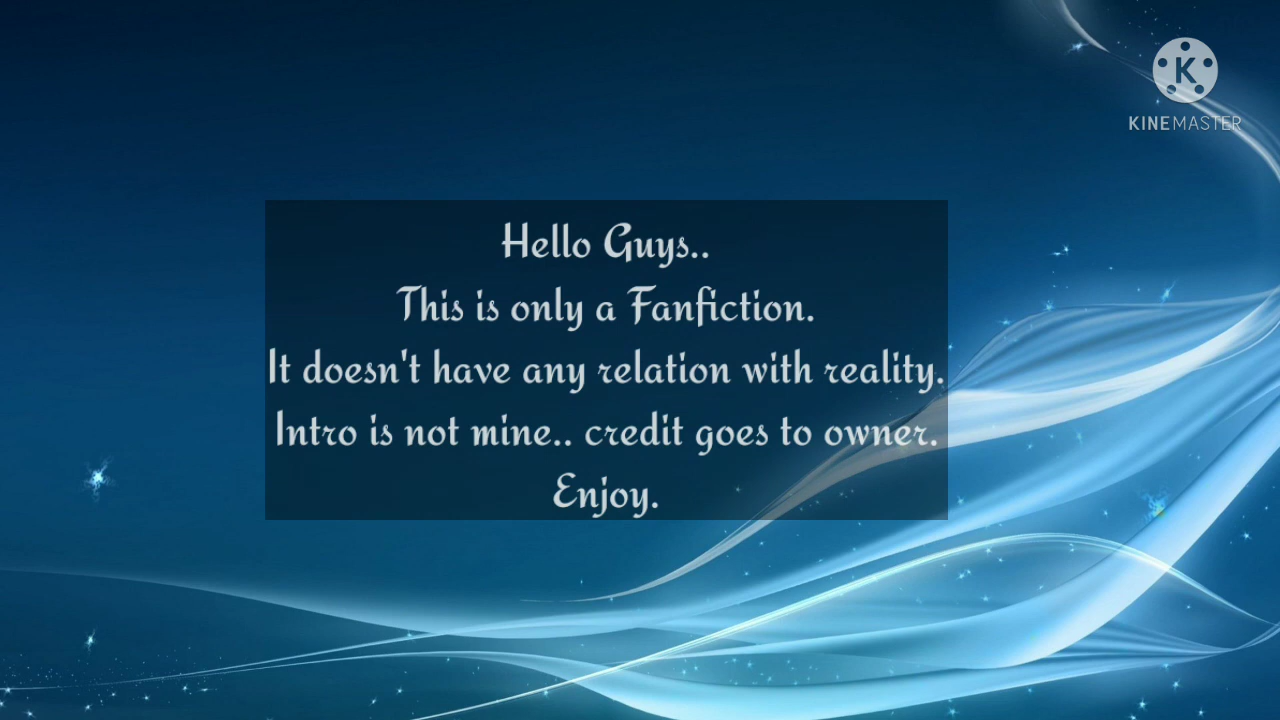 K
KINEMASTER
Hello Guys..
This is only a Fanfiction.
It doesn't have any relation with reality.
Intro is not mine.. credit goes to owner.
Enjoy.